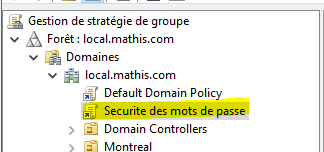 Gestion de stratégie de groupe
Forêt : local.mathis.com
Domaines
local.mathis.com
Default Domain Policy
Securite des mots de passe
Domain Controllers
Montreal